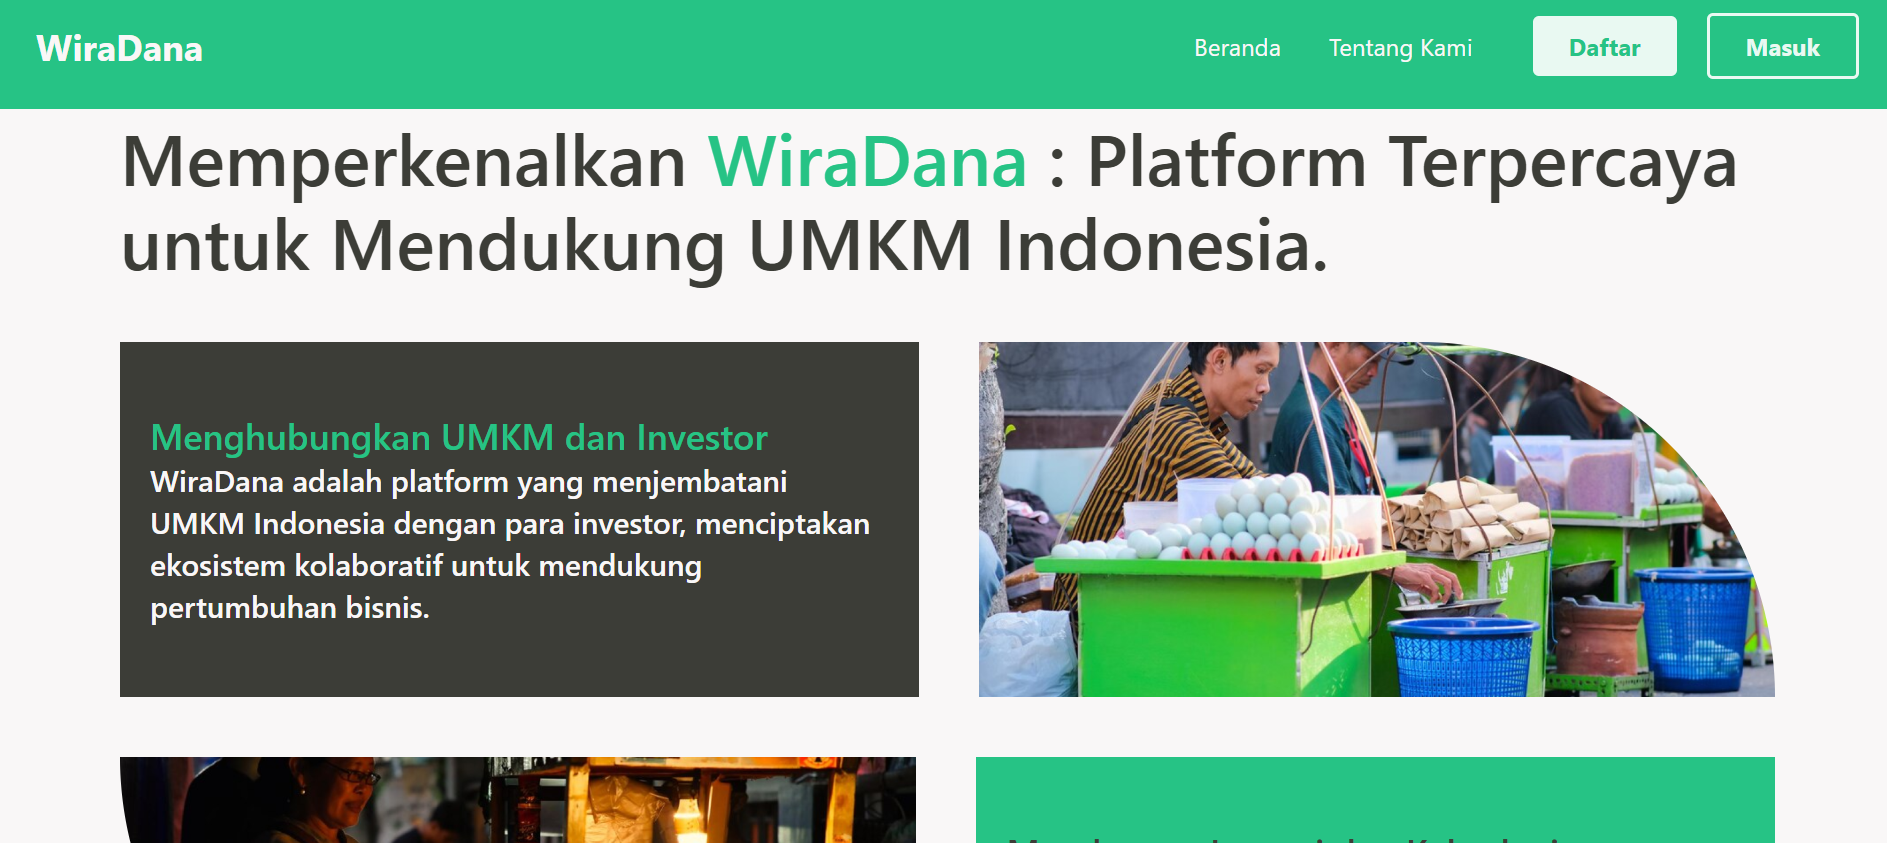 WiraDana
Beranda
Tentang Kami
Daftar
Masuk
Memperkenalkan WiraDana : Platform Terpercaya
untuk Mendukung UMKM Indonesia.
Menghubungkan UMKM dan Investor
WiraDana adalah platform yang menjembatani
UMKM Indonesia dengan para investor, menciptakan
ekosistem kolaboratif untuk mendukung
pertumbuhan bisnis.